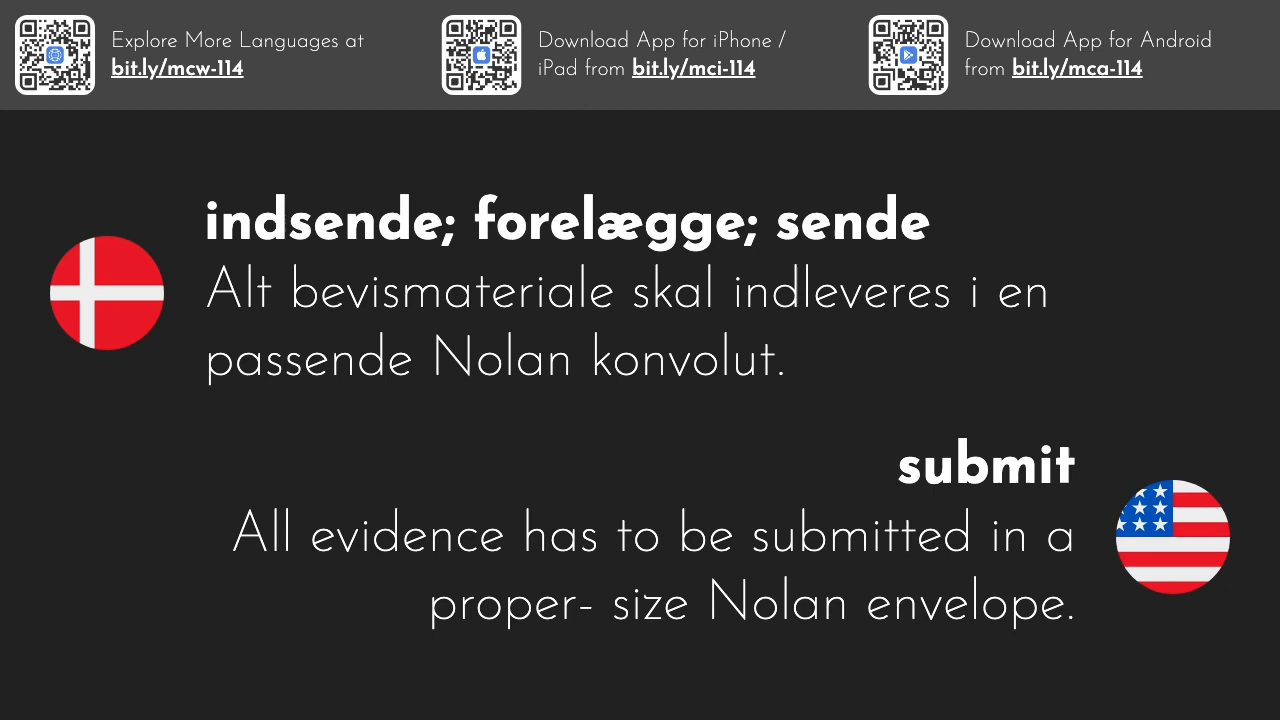 Explore More Languages at
bit.ly/mcw-114
Download App for iPhone /
iPad from bit.ly/mci-114
Download App for Android
from bit.ly/mca-114
indsende; forelægge; sende
Alt bevismateriale skal indleveres i en
passende Nolan konvolut.
submit
All evidence has to be submitted in a
proper- size Nolan envelope.